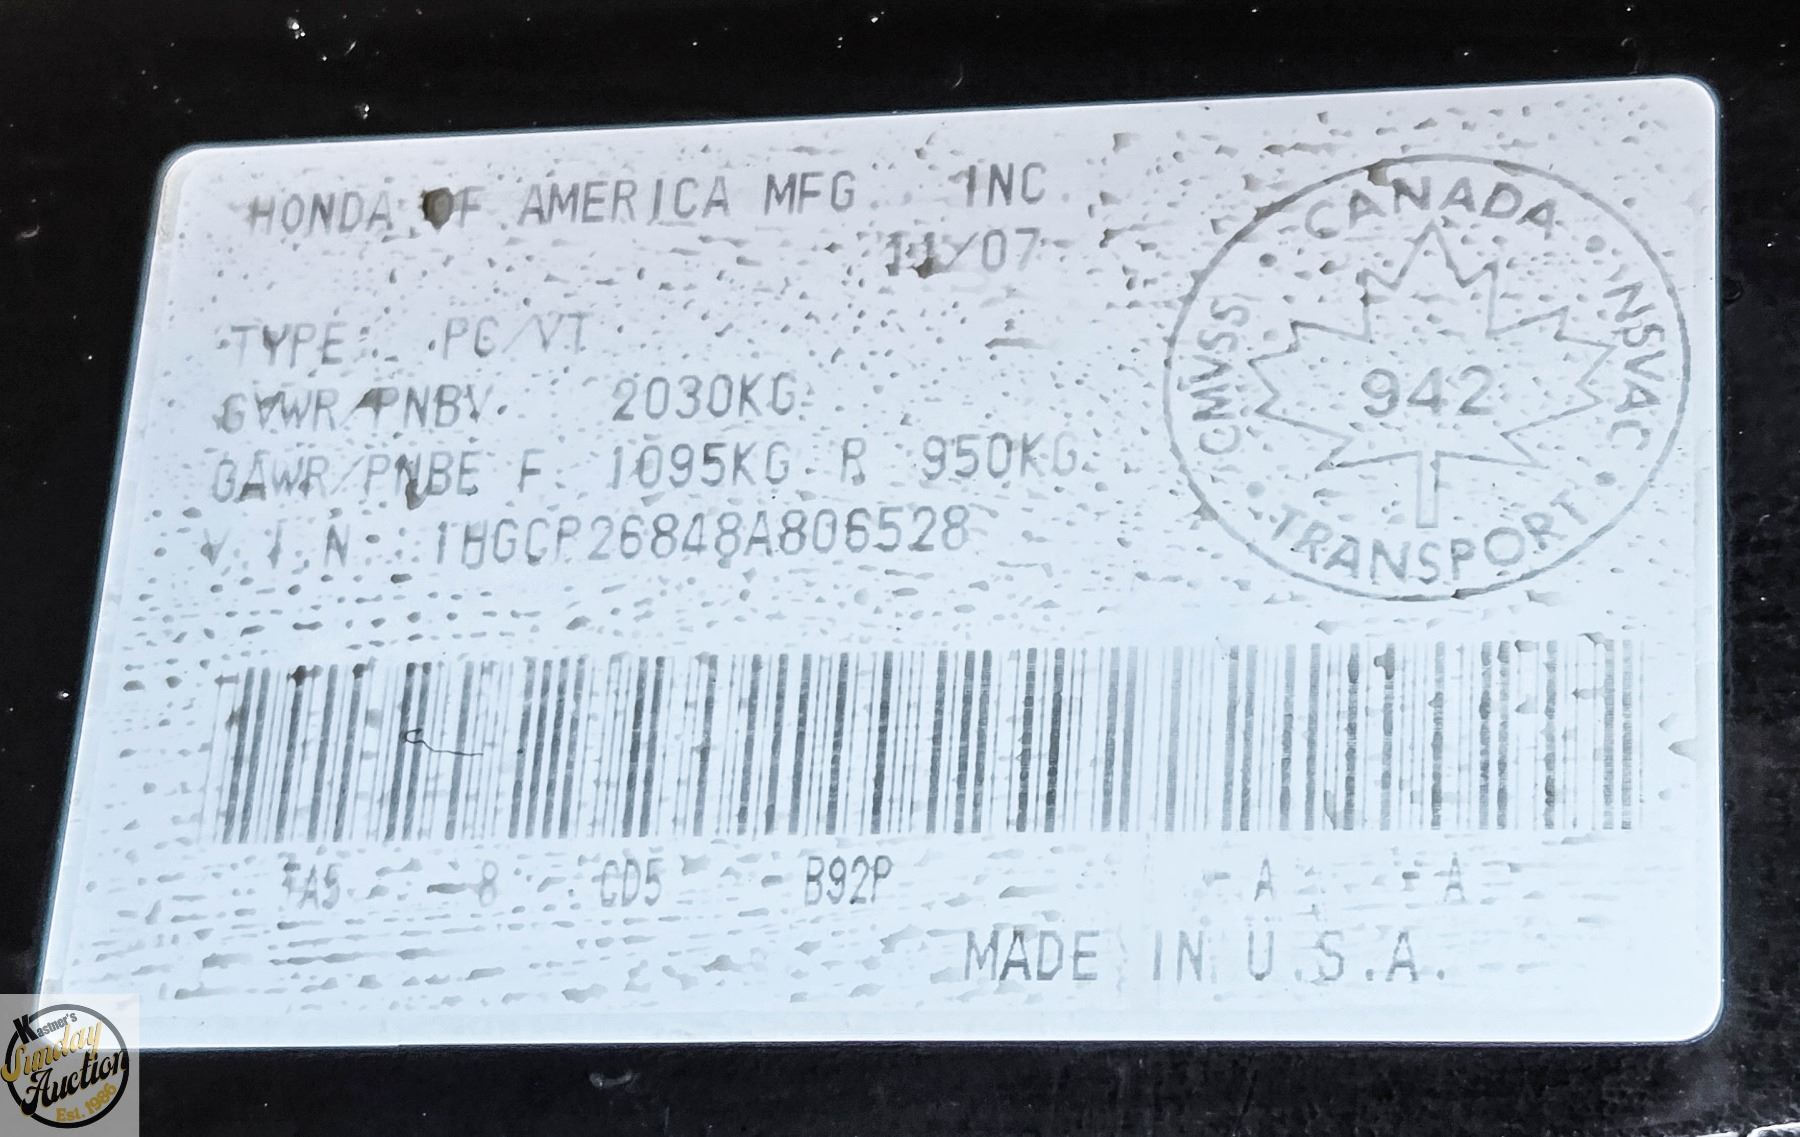 HONDA OF AMERICA MFG. INC.
11/07
TYPE: PC/VT
GVWR/PNBV 2030KG
GAWR/PNBE F 1095KG R 950KG
V.I.N. 1HGCP26848A806528
TA5 -8 CD5 - B92P - A - A
MADE IN U.S.A.
CANADA
CMVSS
NSVAC
942
TRANSPORT
Kastner's
Sunday
Auction
Est. 1986